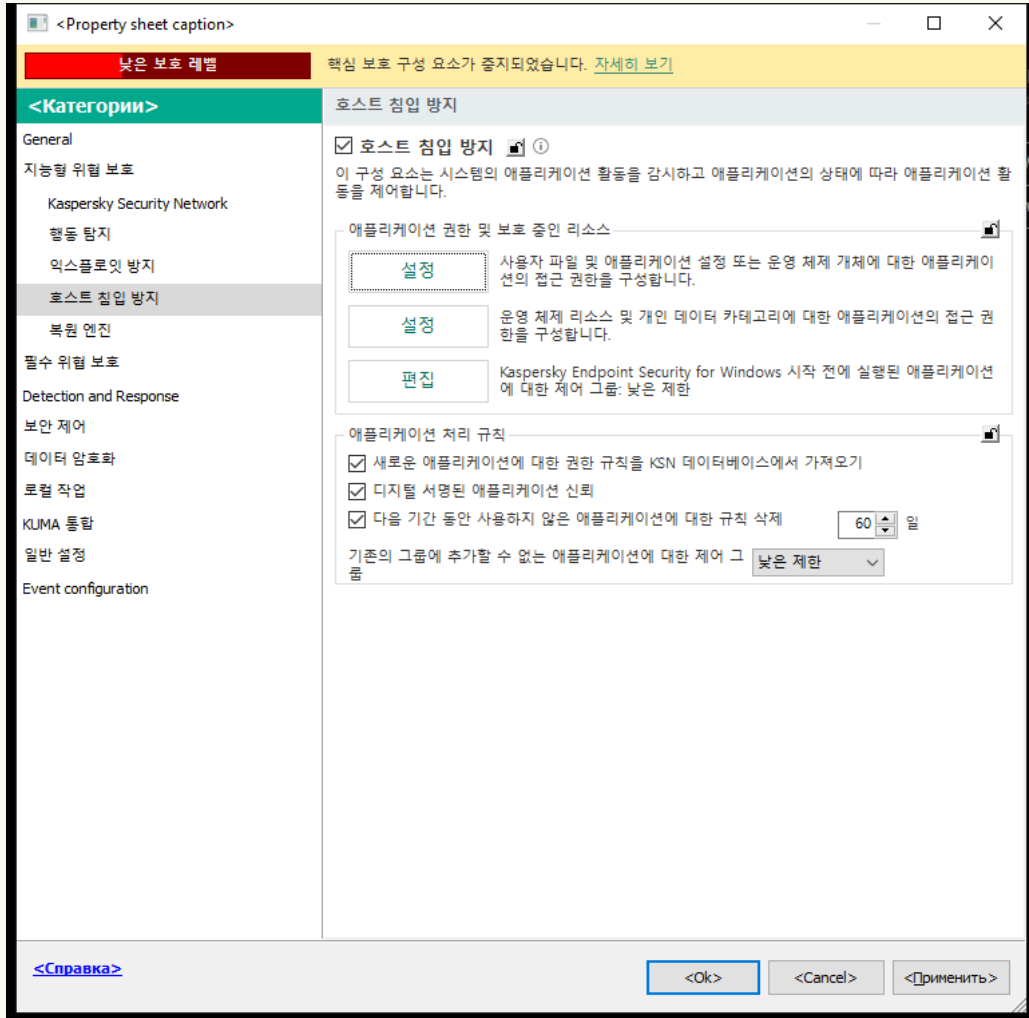 <Property sheet caption>
낮은 보호 레벨
핵심 보호 구성 요소가 중지되었습니다. 자세히 보기
<Категории>
General
지능형 위협 보호
Kaspersky Security Network
행동 탐지
익스플로잇 방지
호스트 침입 방지
복원 엔진
필수 위협 보호
Detection and Response
보안 제어
데이터 암호화
로컬 작업
KUMA 통합
일반 설정
Event configuration
호스트 침입 방지
호스트 침입 방지
이 구성 요소는 시스템의 애플리케이션 활동을 감시하고 애플리케이션의 상태에 따라 애플리케이션 활
동을 제어합니다.
애플리케이션 권한 및 보호 중인 리소스
설정
사용자 파일 및 애플리케이션 설정 또는 운영 체제 개체에 대한 애플리케이
션의 접근 권한을 구성합니다.
설정
운영 체제 리소스 및 개인 데이터 카테고리에 대한 애플리케이션의 접근 권
한을 구성합니다.
편집
Kaspersky Endpoint Security for Windows 시작 전에 실행된 애플리케이션
에 대한 제어 그룹: 낮은 제한
애플리케이션 처리 규칙
새로운 애플리케이션에 대한 권한 규칙을 KSN 데이터베이스에서 가져오기
디지털 서명된 애플리케이션 신뢰
다음 기간 동안 사용하지 않은 애플리케이션에 대한 규칙 삭제 60 일
기존의 그룹에 추가할 수 없는 애플리케이션에 대한 제어 그
룹
낮은 제한
<Справка>
<Ok>
<Cancel>
<Применить>